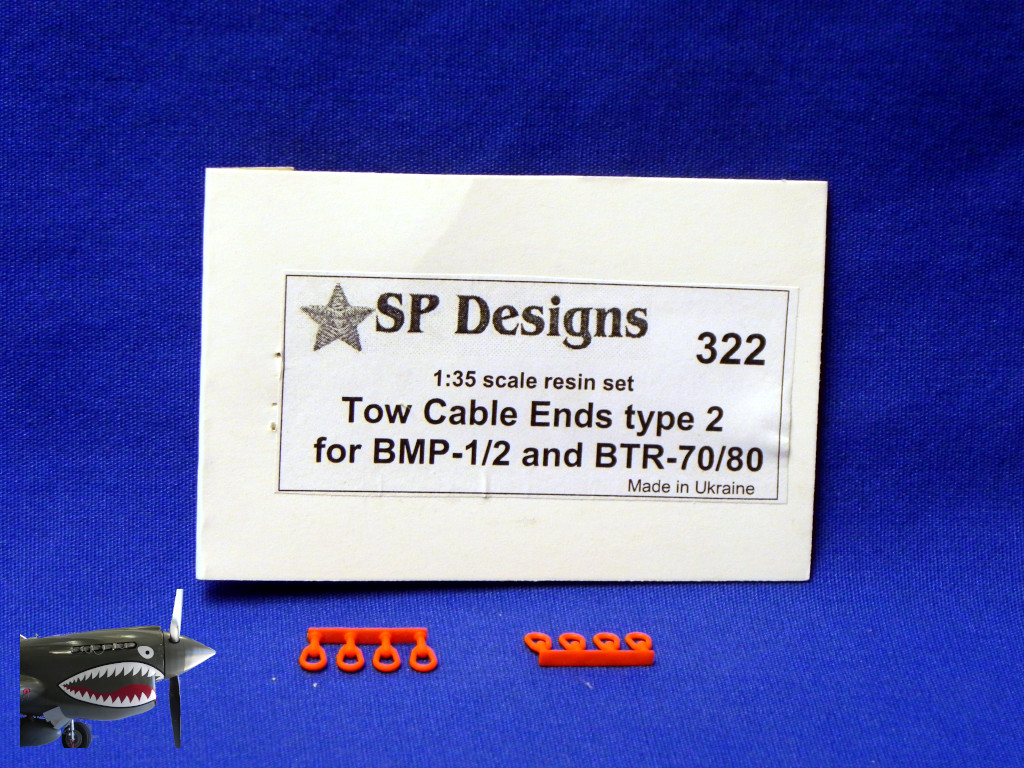 SP Designs
322
1:35 scale resin set
Tow Cable Ends type 2
for BMP-1/2 and BTR-70/80
Made in Ukraine